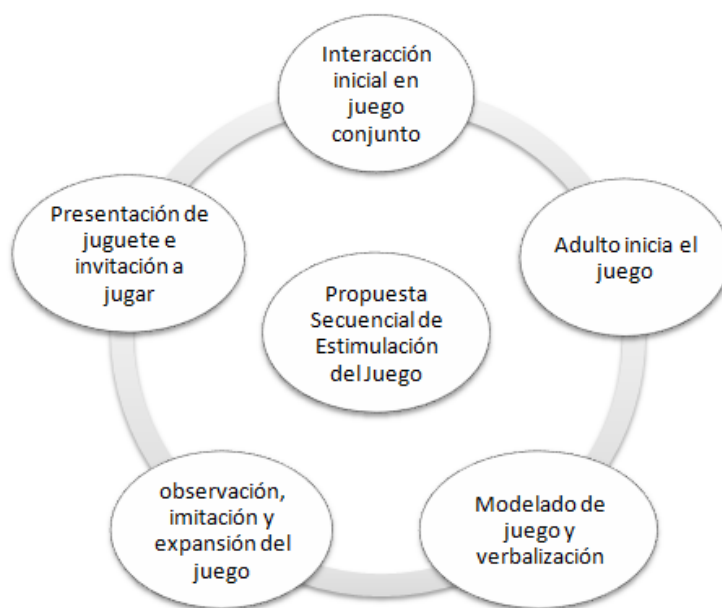 Interacción
inicial en
juego
conjunto
Adulto inicia el
juego
Modelado de
juego y
verbalización
observación,
imitación y
expansión del
juego
Presentación de
juguete e
invitación a
jugar
Propuesta
Secuencial de
Estimulación
del Juego